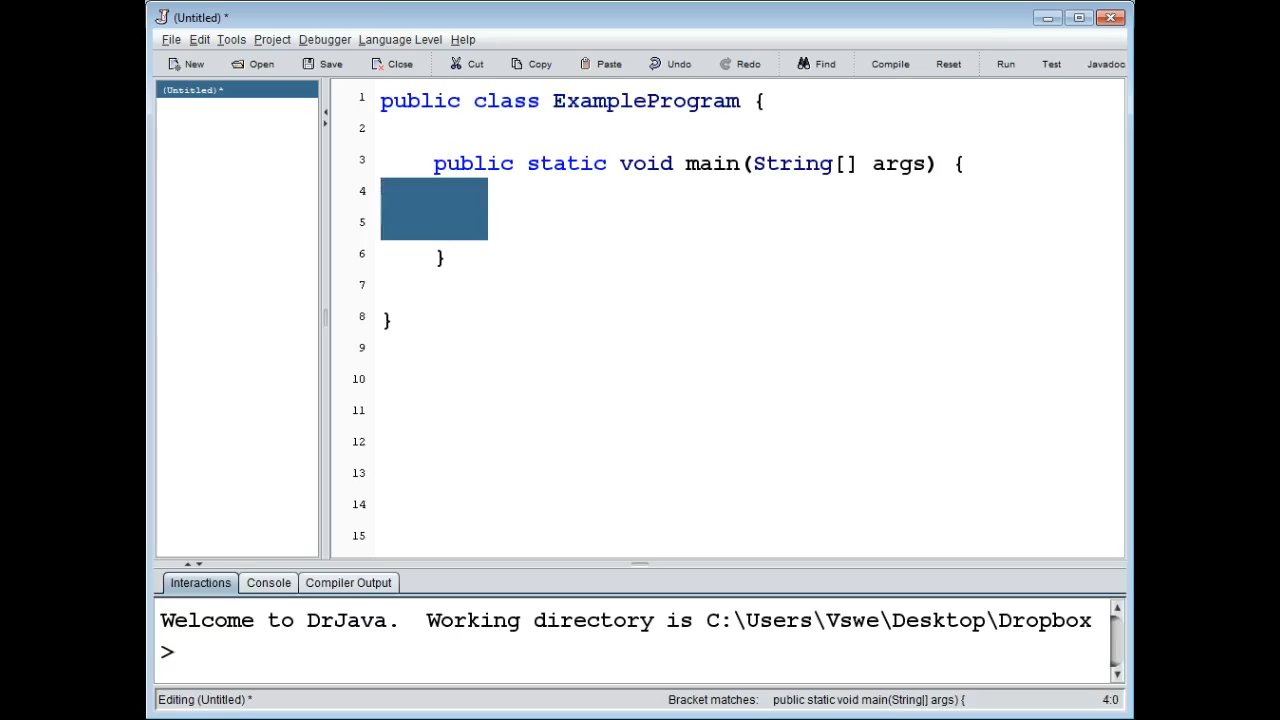 (Untitled) *
File Edit Tools Project Debugger Language Level Help
New Open Save Close Cut Copy Paste Undo Redo Find Compile Reset Run Test Javadoc
(Untitled)*
1 public class ExampleProgram {
2
3 public static void main(String[] args) {
4
5
6 }
7
8 }
9
10
11
12
13
14
15
Interactions Console Compiler Output
Welcome to DrJava. Working directory is C:\Users\Vswe\Desktop\Dropbox
>
Editing (Untitled) * Bracket matches: public static void main(String[] args) { 4:0